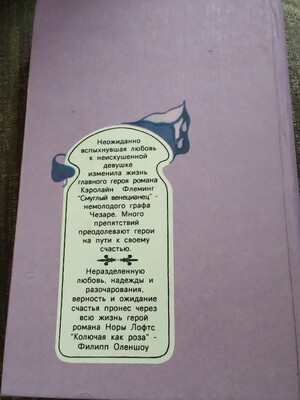 Неожиданно
вспыхнувшая любовь
к неискушенной
девушке
изменила жизнь
главного героя романа
Кэролайн Флеминг
"Смуглый венецианец" -
немолодого графа
Чезаре. Много
препятствий
преодолевают герои
на пути к своему
счастью.
Неразделенную
любовь, надежды и
разочарования,
верность и ожидание
счастья пронес через
всю жизнь герой
романа Норы Лофтс
"Колючая как роза" -
Филипп Оленшоу